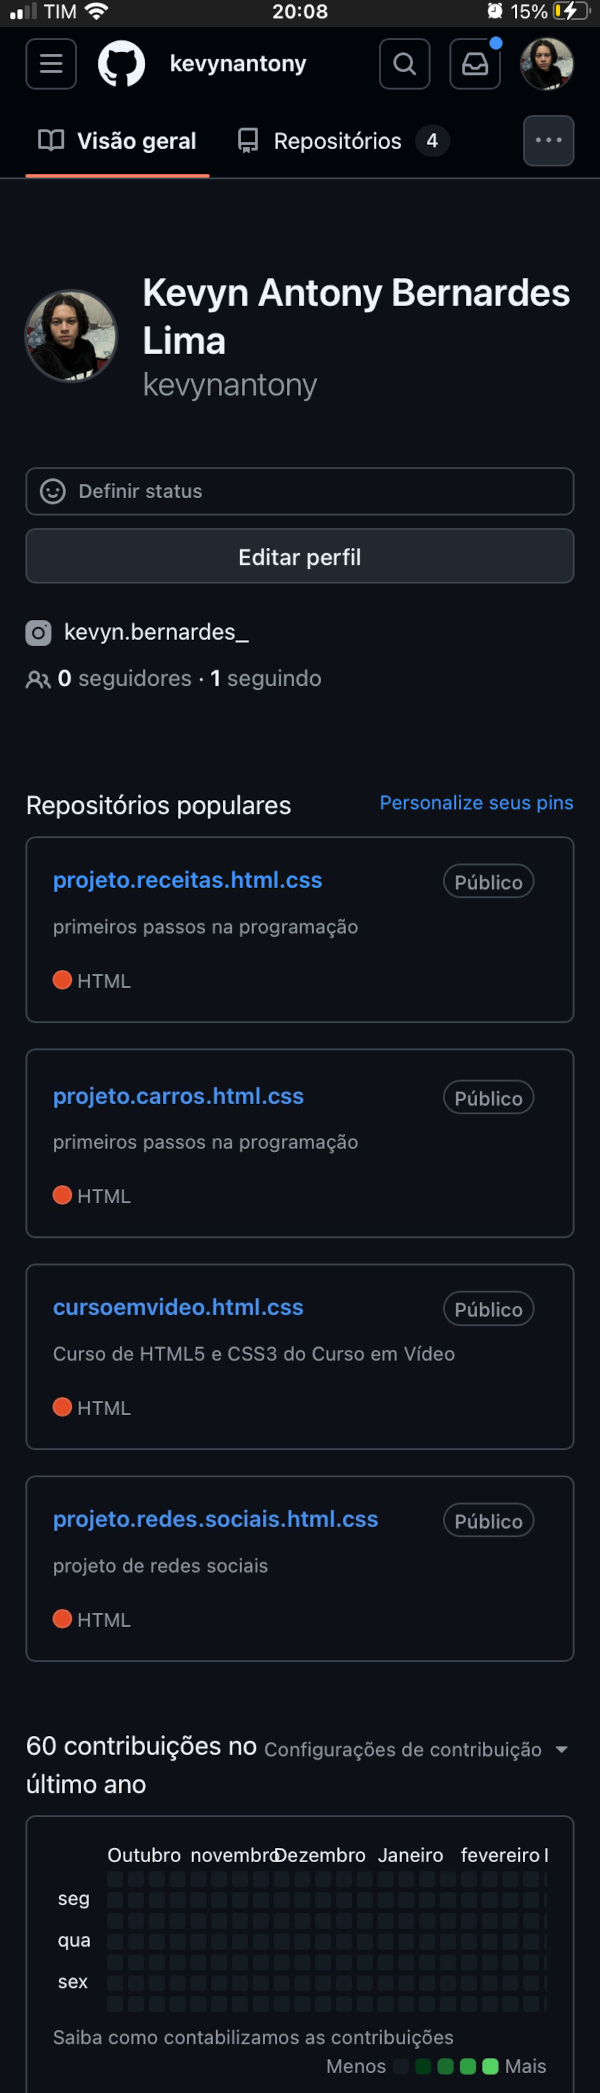 TIM 20:08 15%
kevynantony
Visão geral Repositórios 4
Kevyn Antony Bernardes
Lima
kevynantony
Definir status
Editar perfil
kevyn.bernardes_
0 seguidores · 1 seguindo
Repositórios populares Personalize seus pins
projeto.receitas.html.css Público
primeiros passos na programação
HTML
projeto.carros.html.css Público
primeiros passos na programação
HTML
cursoemvideo.html.css Público
Curso de HTML5 e CSS3 do Curso em Vídeo
HTML
projeto.redes.sociais.html.css Público
projeto de redes sociais
HTML
60 contribuições no Configurações de contribuição
último ano
Outubro novembro Dezembro Janeiro fevereiro
seg
qua
sex
Saiba como contabilizamos as contribuições
Menos Mais